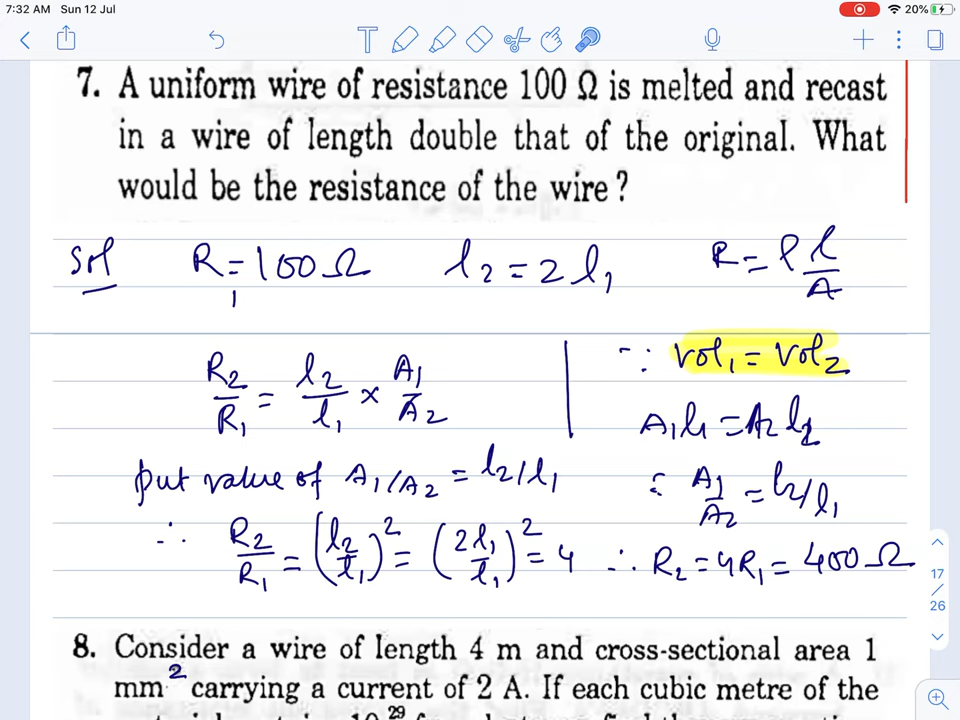 7:32 AM Sun 12 Jul 20%
7. A uniform wire of resistance 100 Ω is melted and recast
in a wire of length double that of the original. What
would be the resistance of the wire ?
Sol R₁ = 100 Ω l₂ = 2 l₁ R = ρ l/A
R₂/R₁ = l₂/l₁ × A₁/A₂
∵ Vol₁ = Vol₂
A₁l₁ = A₂l₂
put value of A₁/A₂ = l₂/l₁
∴ A₁/A₂ = l₂/l₁
∴ R₂/R₁ = (l₂/l₁)² = (2l₁/l₁)² = 4 ∴ R₂ = 4R₁ = 400 Ω
17
/
26
8. Consider a wire of length 4 m and cross-sectional area 1
mm² carrying a current of 2 A. If each cubic metre of the
29